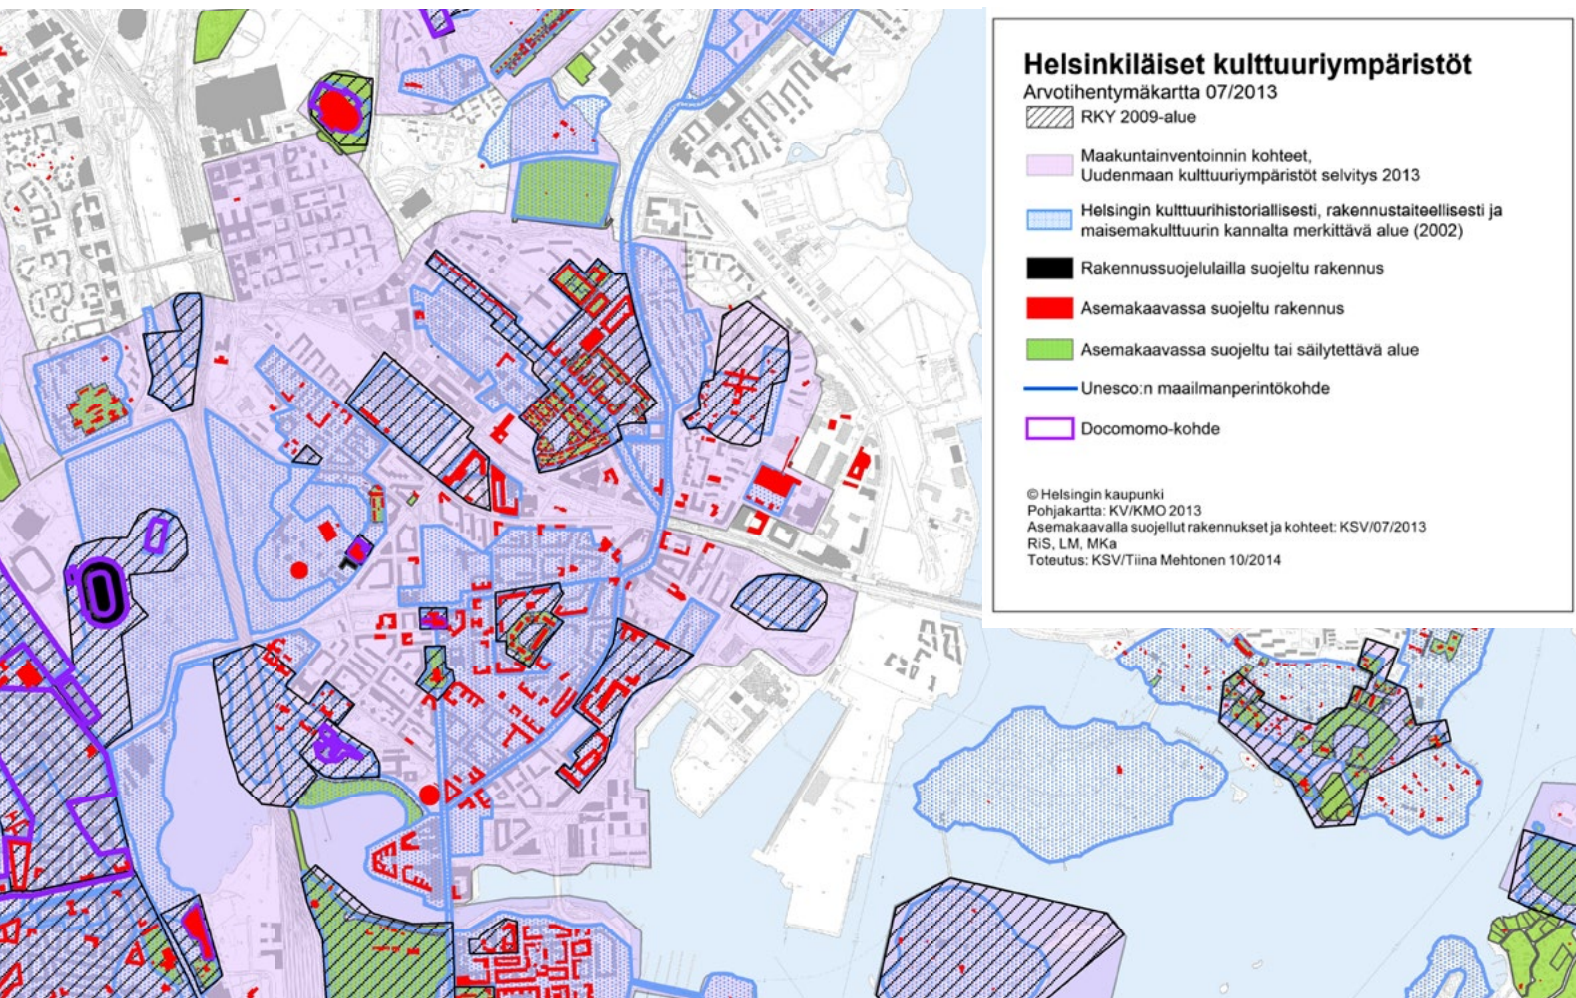 Helsinkiläiset kulttuuriympäristöt
Arvotihentymäkartta 07/2013
RKY 2009-alue
Maakuntainventoinnin kohteet,
Uudenmaan kulttuuriympäristöt selvitys 2013
Helsingin kulttuurihistoriallisesti, rakennustaiteellisesti ja
maisemakulttuurin kannalta merkittävä alue (2002)
Rakennussuojelulailla suojeltu rakennus
Asemakaavassa suojeltu rakennus
Asemakaavassa suojeltu tai säilytettävä alue
Unesco:n maailmanperintökohde
Docomomo-kohde
© Helsingin kaupunki
Pohjakartta: KV/KMO 2013
Asemakaavalla suojellut rakennukset ja kohteet: KSV/07/2013
RiS, LM, MKa
Toteutus: KSV/Tiina Mehtonen 10/2014